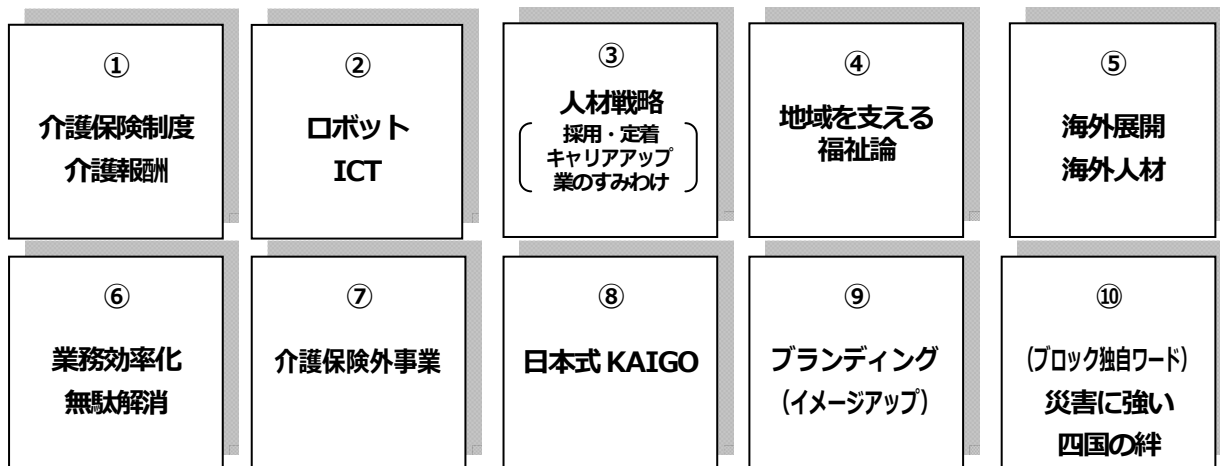 ①
介護保険制度
介護報酬
②
ロボット
ICT
③
人材戦略
採用・定着
キャリアアップ
業のすみわけ
④
地域を支える
福祉論
⑤
海外展開
海外人材
⑥
業務効率化
無駄解消
⑦
介護保険外事業
⑧
日本式 KAIGO
⑨
ブランディング
(イメージアップ)
⑩
(ブロック独自ワード)
災害に強い
四国の絆